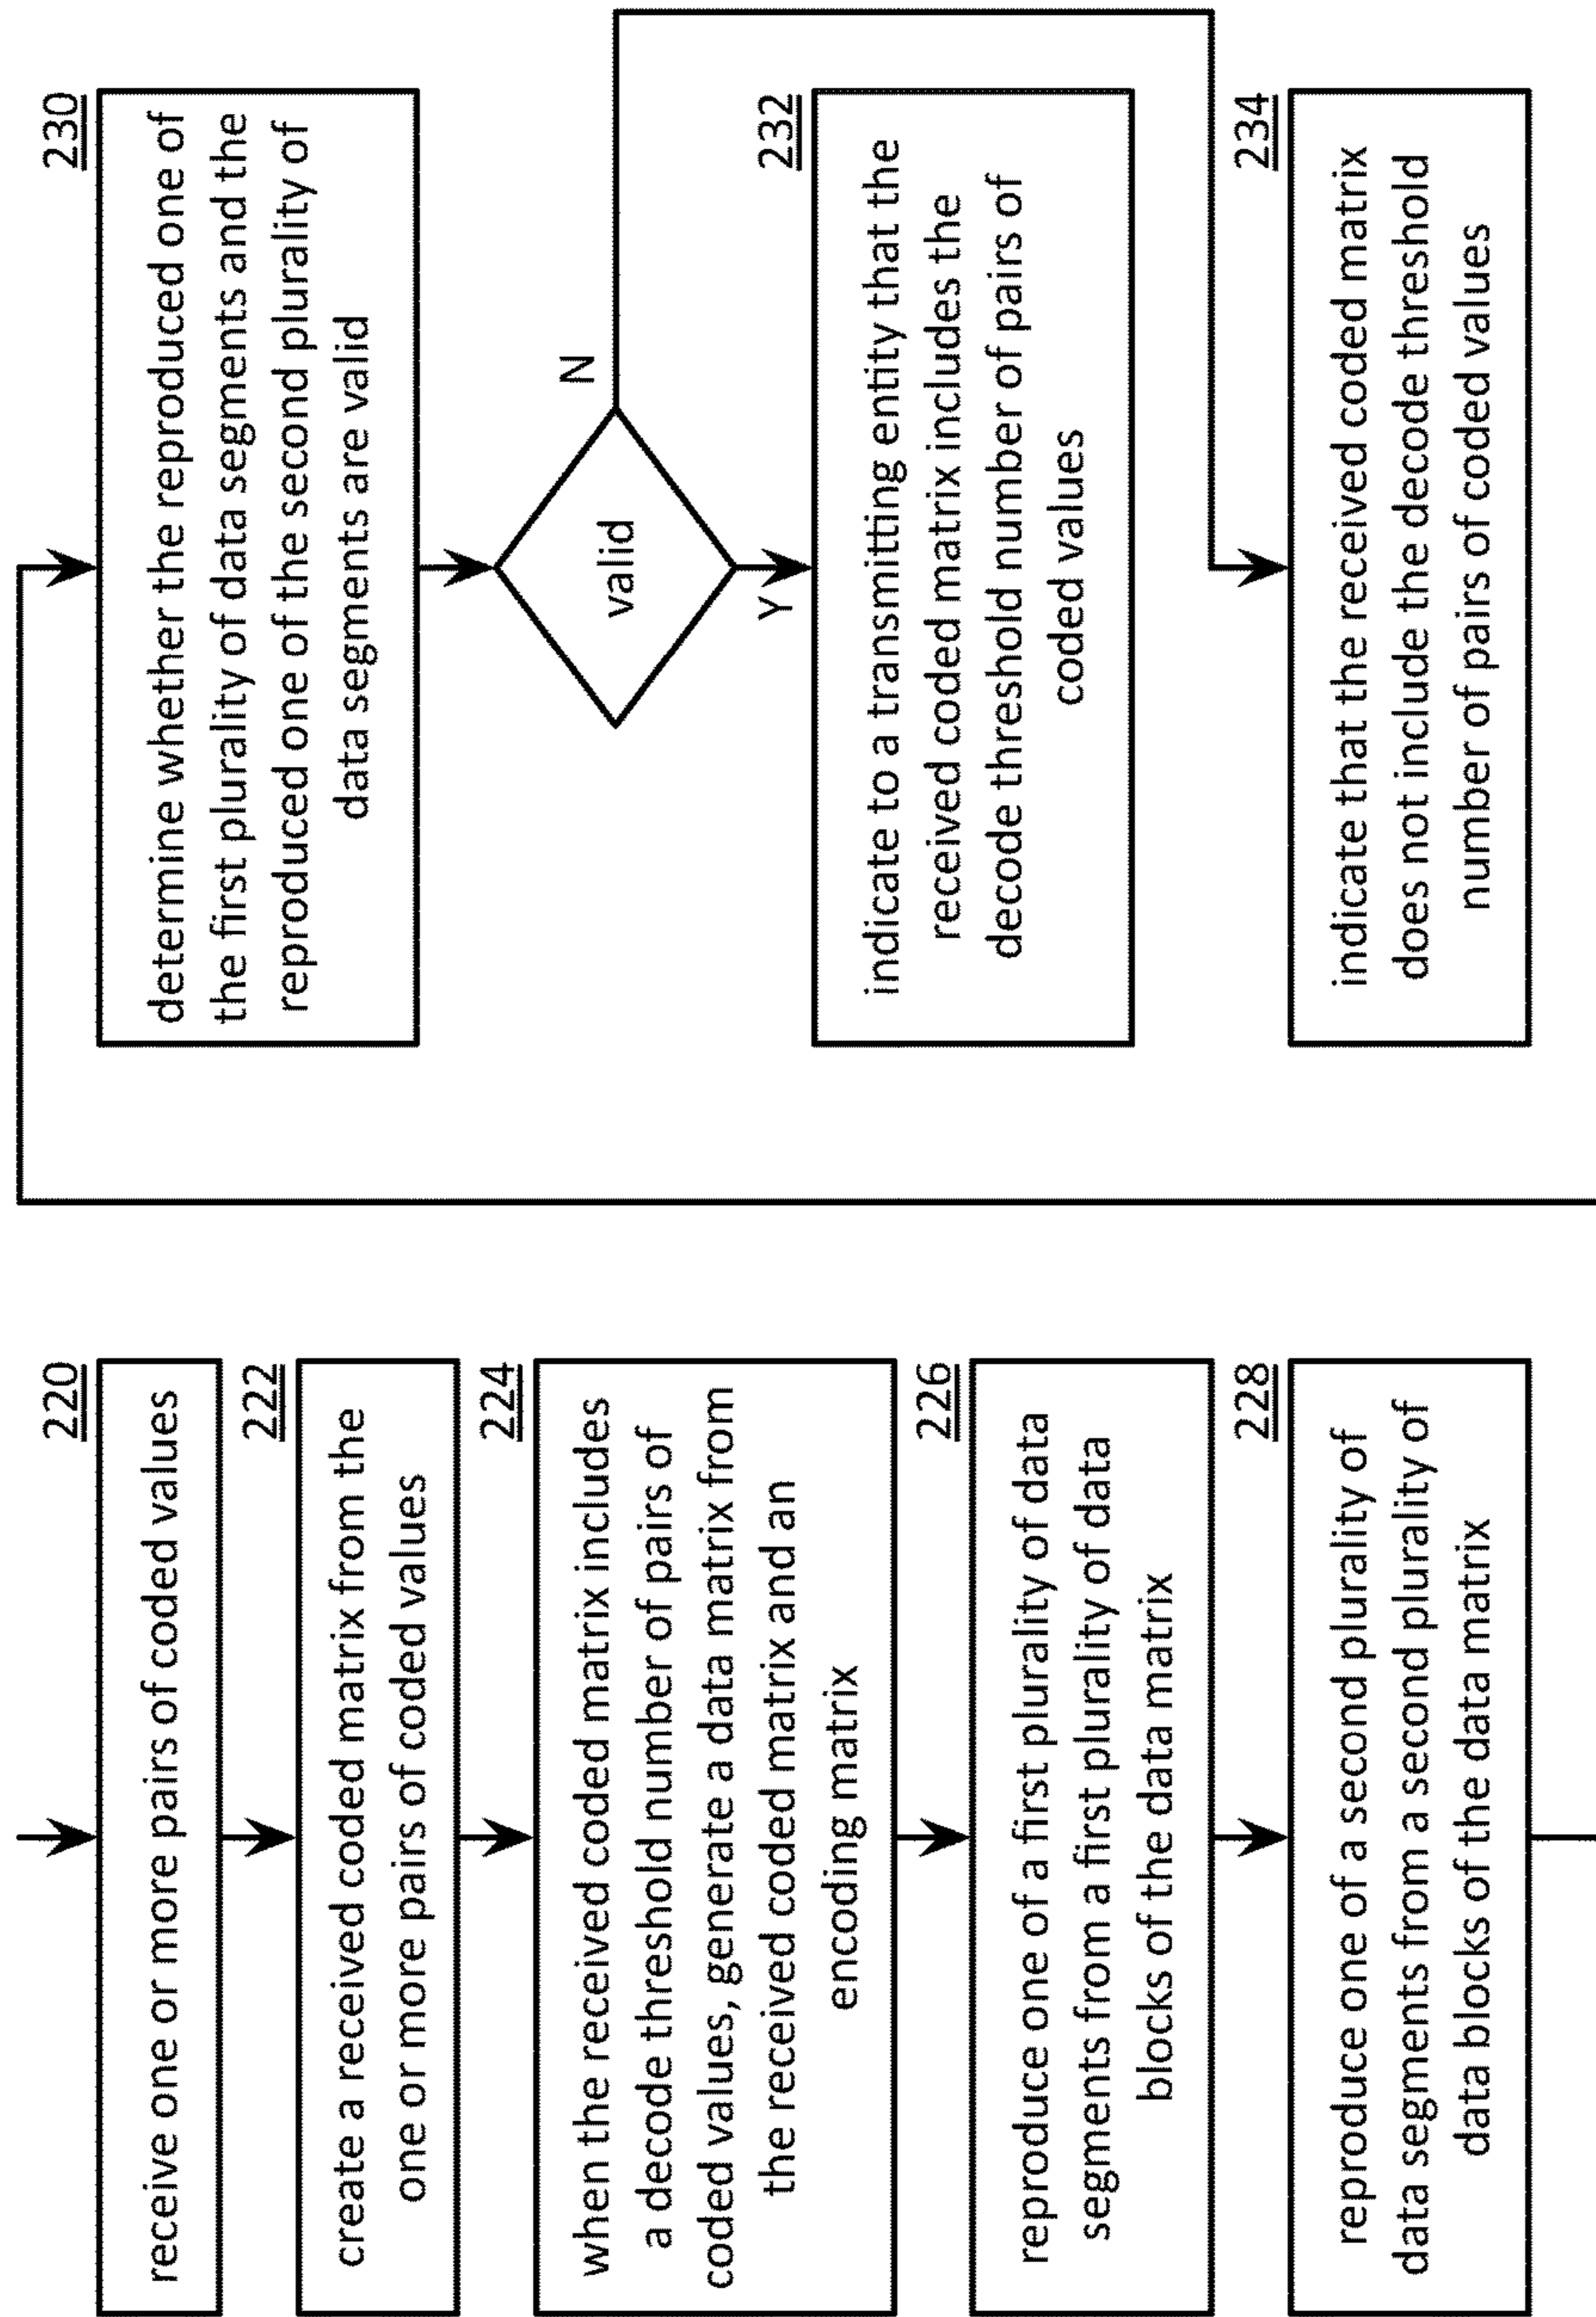 220
receive one or more pairs of coded values
222
create a received coded matrix from the
one or more pairs of coded values
224
when the received coded matrix includes
a decode threshold number of pairs of
coded values, generate a data matrix from
the received coded matrix and an
encoding matrix
226
reproduce one of a first plurality of data
segments from a first plurality of data
blocks of the data matrix
228
reproduce one of a second plurality of
data segments from a second plurality of
data blocks of the data matrix
230
determine whether the reproduced one of
the first plurality of data segments and the
reproduced one of the second plurality of
data segments are valid
valid
N
Y
232
indicate to a transmitting entity that the
received coded matrix includes the
decode threshold number of pairs of
coded values
234
indicate that the received coded matrix
does not include the decode threshold
number of pairs of coded values